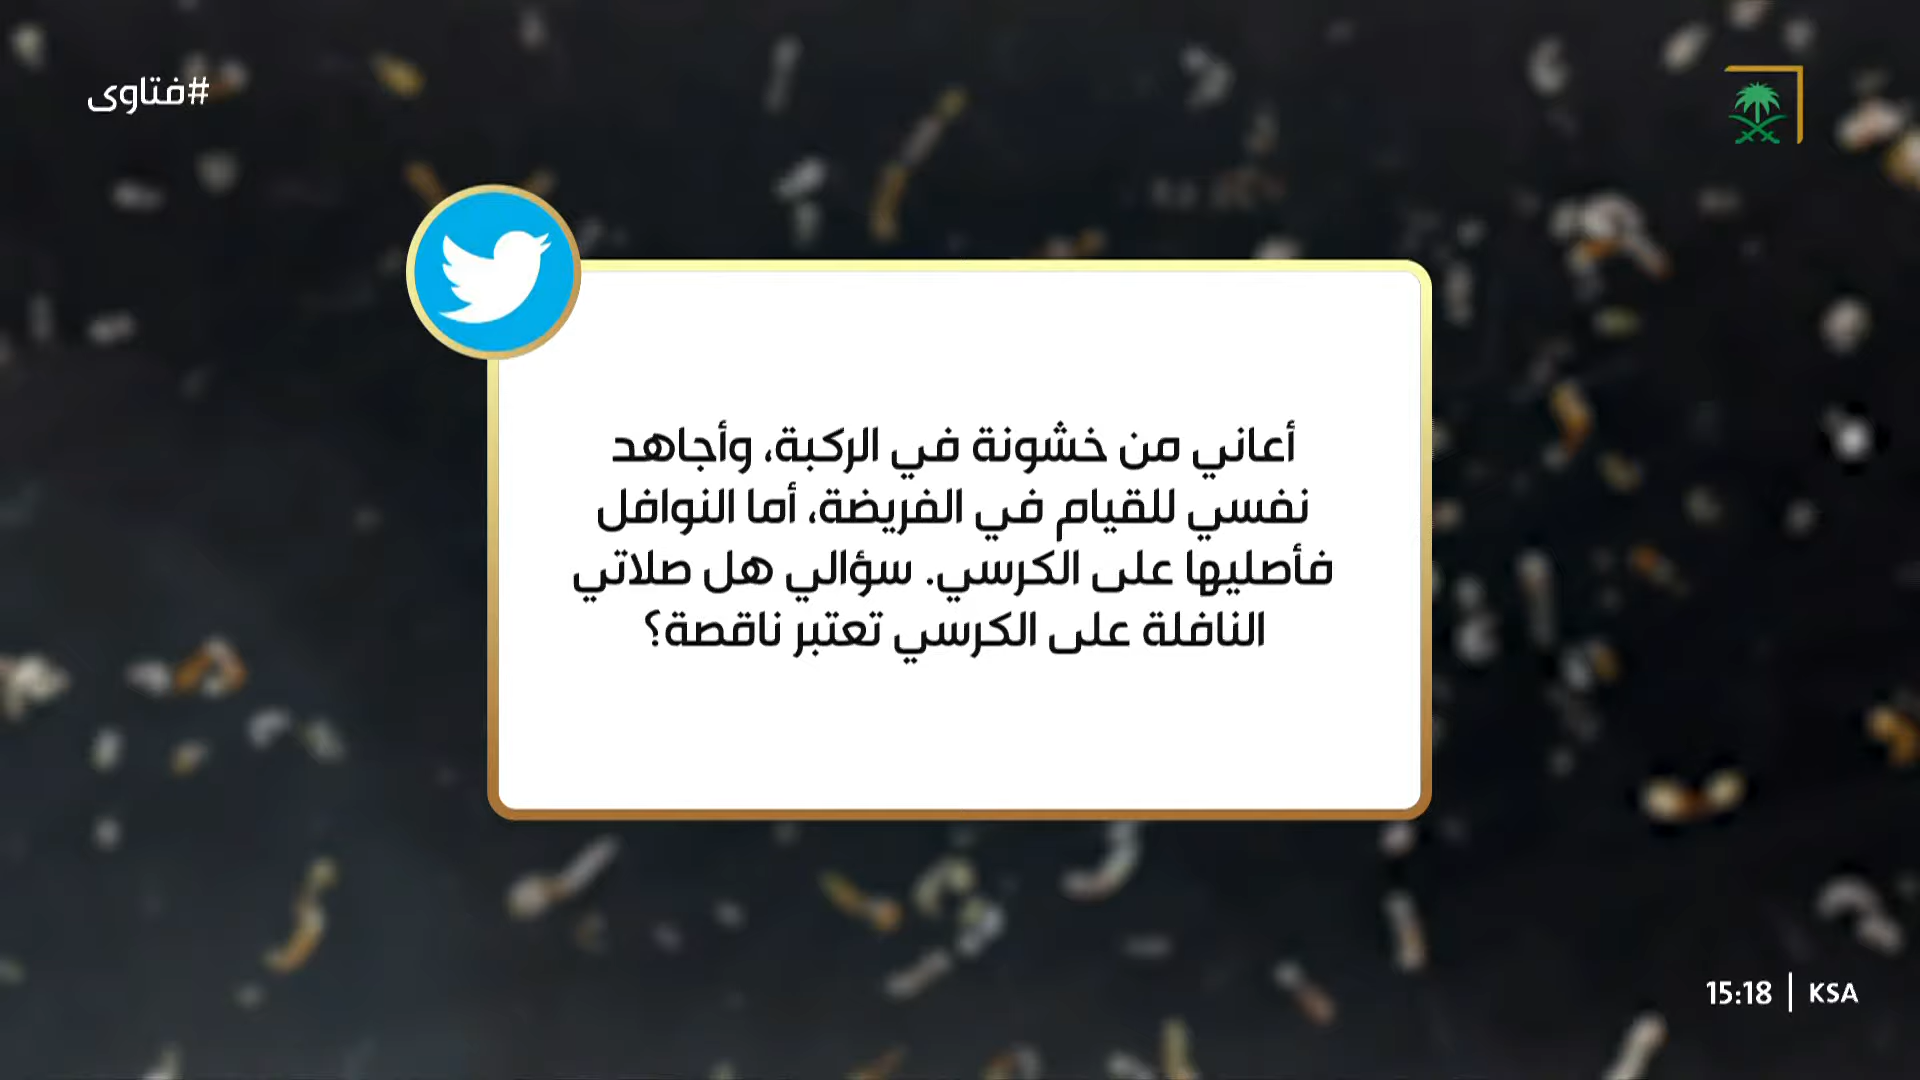 #فتاوى
أعاني من خشونة في الركبة، وأجاهد
نفسي للقيام في الفريضة، أما النوافل
فأصليها على الكرسي. سؤالي هل صلاتي
النافلة على الكرسي تعتبر ناقصة؟
15:18 | KSA